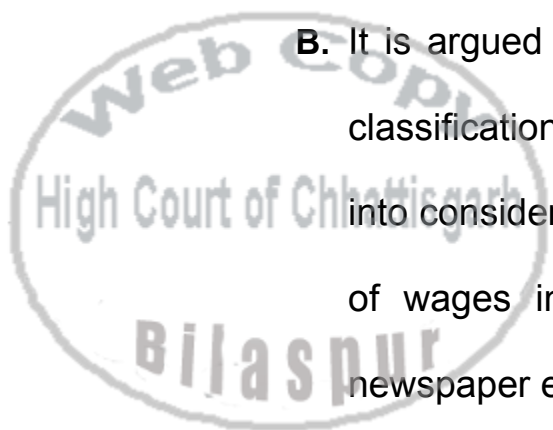 B. It is argued
classification
into consider
of wages in
newspaper e
Web Copy
High Court of Chhattisgarh
Bilaspur